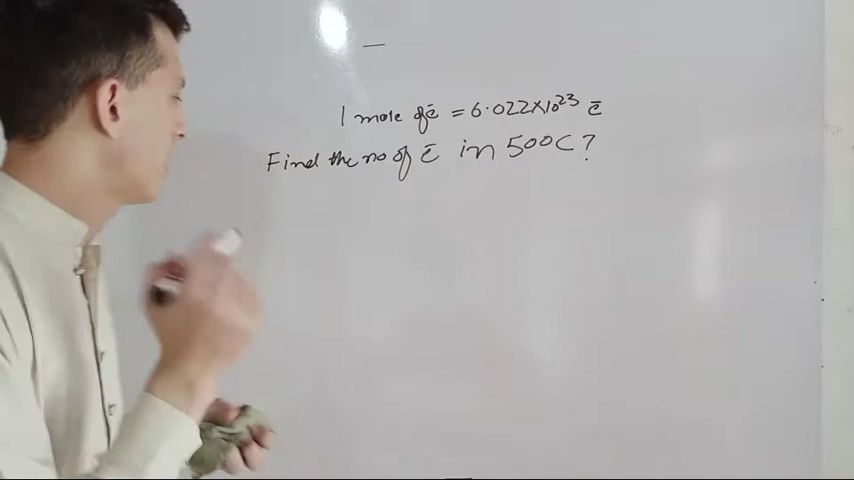 1 mole of ē = 6.022×10²³ ē
Find the no of ē in 500C?